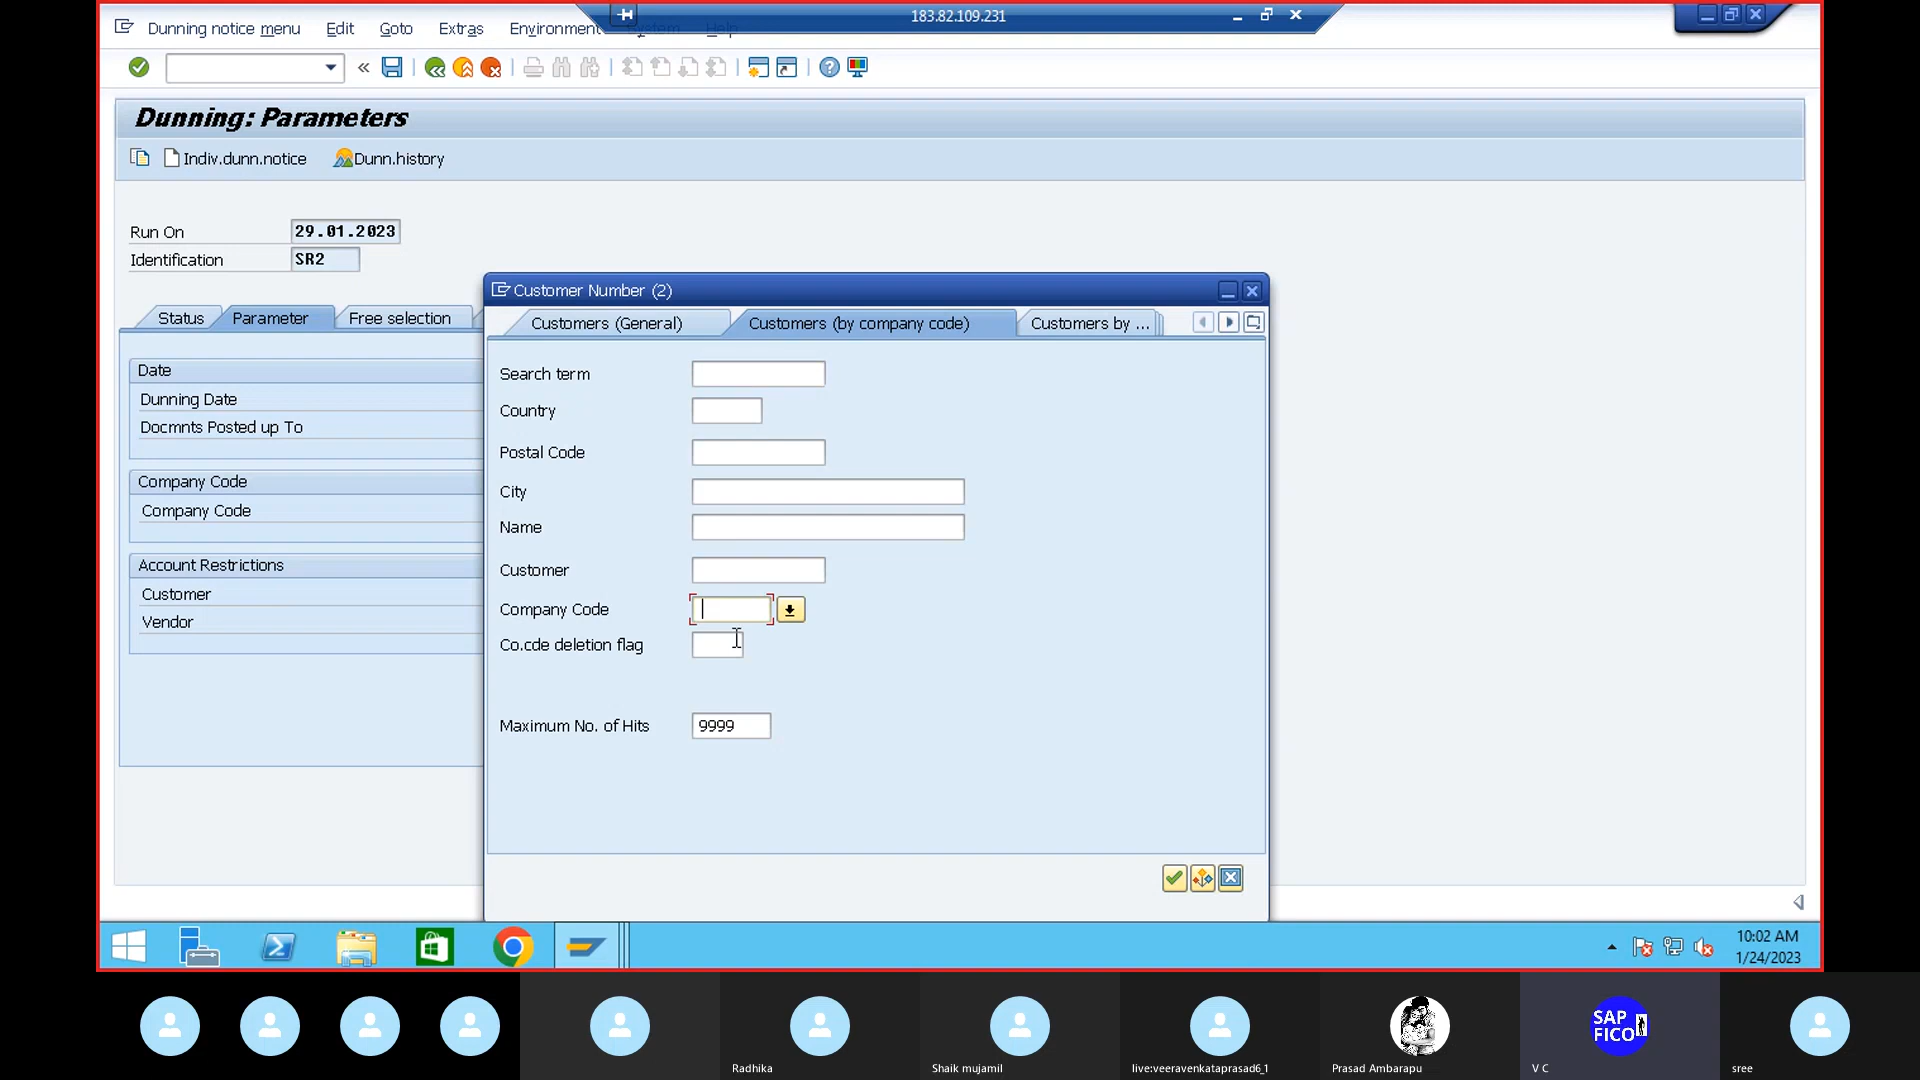 183.82.109.231
Dunning notice menu Edit Goto Extras Environment System Help
Dunning: Parameters
Indiv.dunn.notice Dunn.history
Run On 29.01.2023
Identification SR2
Status Parameter Free selection
Date
Dunning Date
Docmnts Posted up To
Company Code
Company Code
Account Restrictions
Customer
Vendor
Customer Number (2)
Customers (General) Customers (by company code) Customers by ...
Search term
Country
Postal Code
City
Name
Customer
Company Code
Co.cde deletion flag
Maximum No. of Hits 9999
10:02 AM
1/24/2023
SAP
FICO
Radhika Shaik mujamil live:veeravenkataprasad6_1 Prasad Ambarapu V C sree